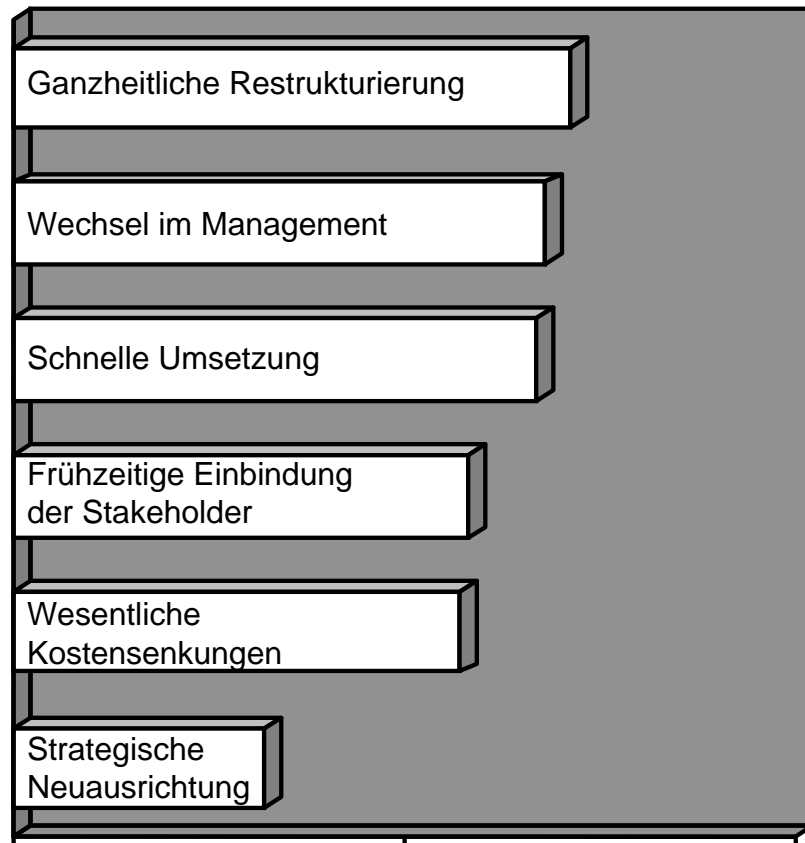 Ganzheitliche Restrukturierung
Wechsel im Management
Schnelle Umsetzung
Frühzeitige Einbindung
der Stakeholder
Wesentliche
Kostensenkungen
Strategische
Neuausrichtung